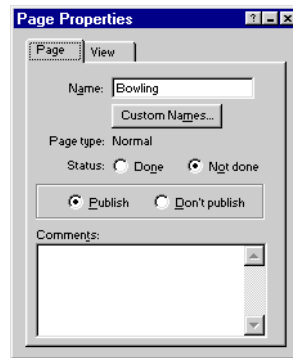 Page Properties
Page View
Name: Bowling
Custom Names...
Page type: Normal
Status: Done Not done
Publish Don't publish
Comments: